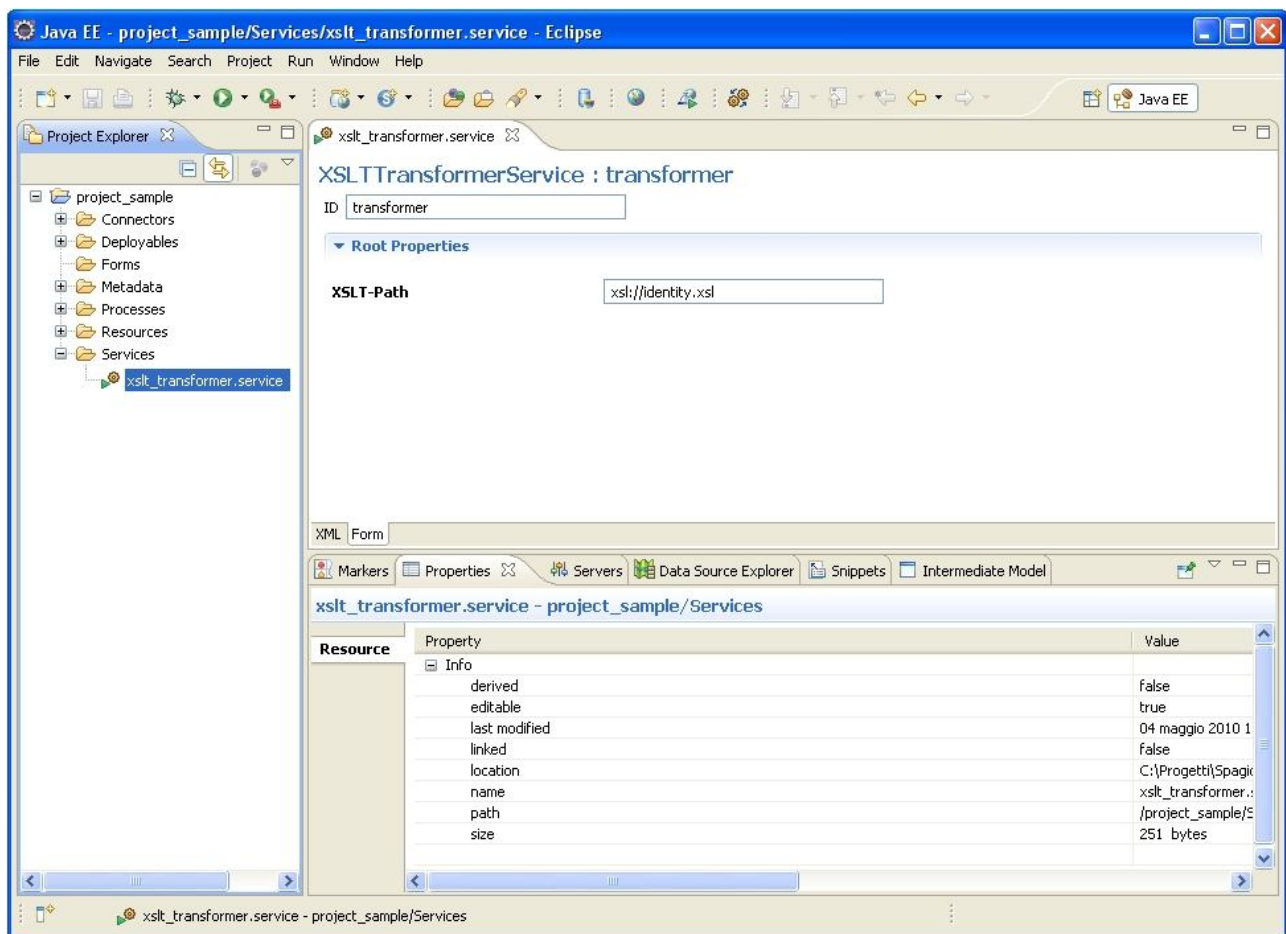 Java EE - project_sample/Services/xslt_transformer.service - Eclipse
File Edit Navigate Search Project Run Window Help
Java EE
Project Explorer
project_sample
Connectors
Deployables
Forms
Metadata
Processes
Resources
Services
xslt_transformer.service
xslt_transformer.service
XSLTTransformerService : transformer
ID transformer
Root Properties
XSLT-Path xsl://identity.xsl
XML Form
Markers Properties Servers Data Source Explorer Snippets Intermediate Model
xslt_transformer.service - project_sample/Services
Resource
Property Value
Info
derived false
editable true
last modified 04 maggio 2010 1
linked false
location C:\Progetti\Spagic
name xslt_transformer.s
path /project_sample/S
size 251 bytes
xslt_transformer.service - project_sample/Services